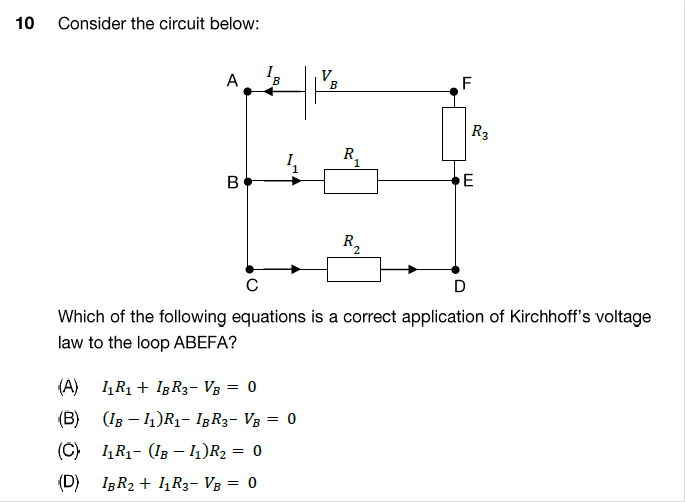 10 Consider the circuit below:
A I_B V_B F
R_3
I_1 R_1
B E
R_2
C D
Which of the following equations is a correct application of Kirchhoff's voltage
law to the loop ABEFA?
(A) I_1R_1 + I_BR_3− V_B = 0
(B) (I_B − I_1)R_1− I_BR_3− V_B = 0
(C) I_1R_1− (I_B − I_1)R_2 = 0
(D) I_BR_2 + I_1R_3− V_B = 0